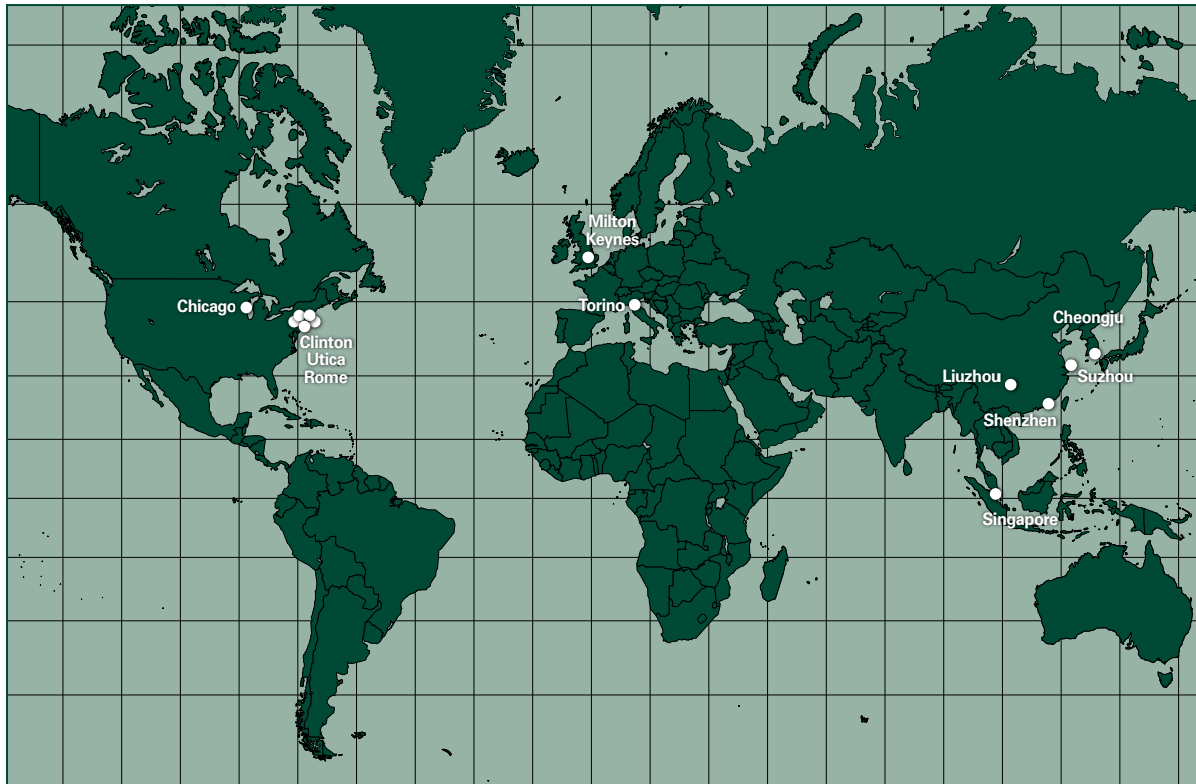 Milton
Keynes
Chicago
Torino
Clinton
Utica
Rome
Cheongju
Liuzhou
Suzhou
Shenzhen
Singapore